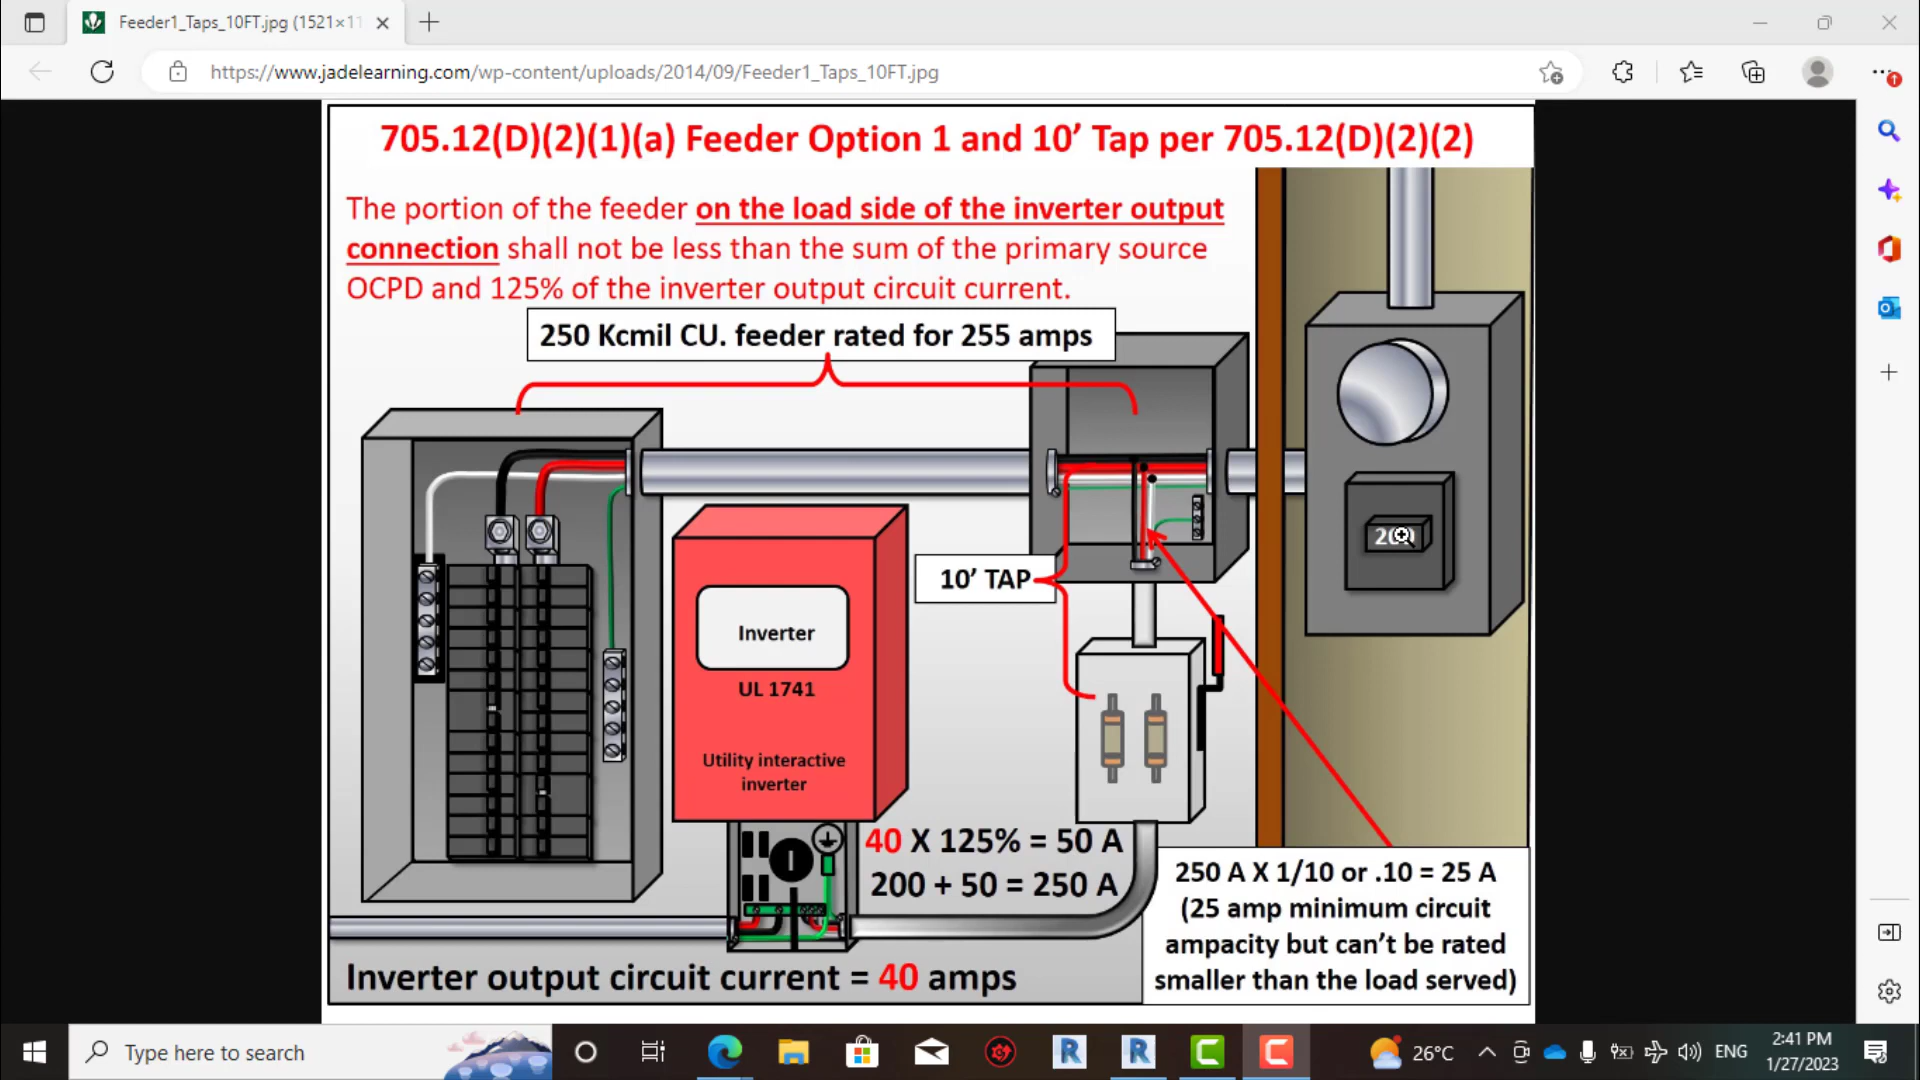 Feeder1_Taps_10FT.jpg (1521×11
https://www.jadelearning.com/wp-content/uploads/2014/09/Feeder1_Taps_10FT.jpg
705.12(D)(2)(1)(a) Feeder Option 1 and 10' Tap per 705.12(D)(2)(2)
The portion of the feeder on the load side of the inverter output
connection shall not be less than the sum of the primary source
OCPD and 125% of the inverter output circuit current.
250 Kcmil CU. feeder rated for 255 amps
10' TAP
Inverter
UL 1741
Utility interactive
inverter
40 X 125% = 50 A
200 + 50 = 250 A
250 A X 1/10 or .10 = 25 A
(25 amp minimum circuit
ampacity but can't be rated
smaller than the load served)
Inverter output circuit current = 40 amps
Type here to search
26°C
ENG
2:41 PM
1/27/2023